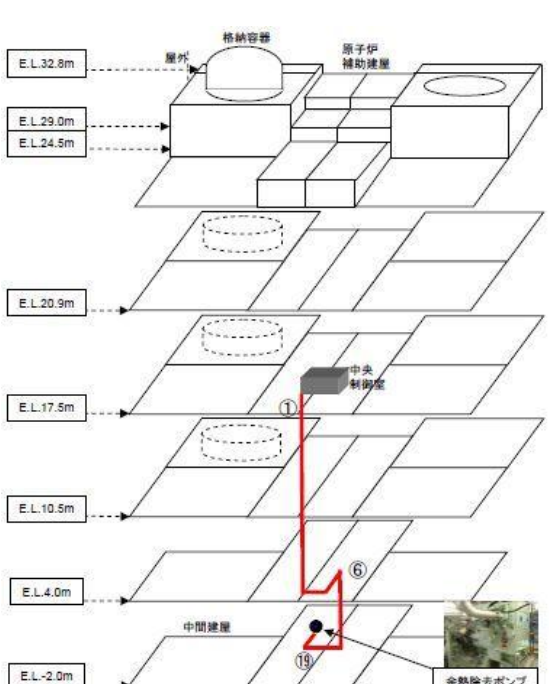 格納容器
E.L.32.8m
屋外
原子炉
補助建屋
E.L.29.0m
E.L.24.5m
E.L.20.9m
中央
制御室
E.L.17.5m
①
E.L.10.5m
⑥
E.L.4.0m
中間建屋
⑲
E.L.-2.0m
余熱除去ポンプ